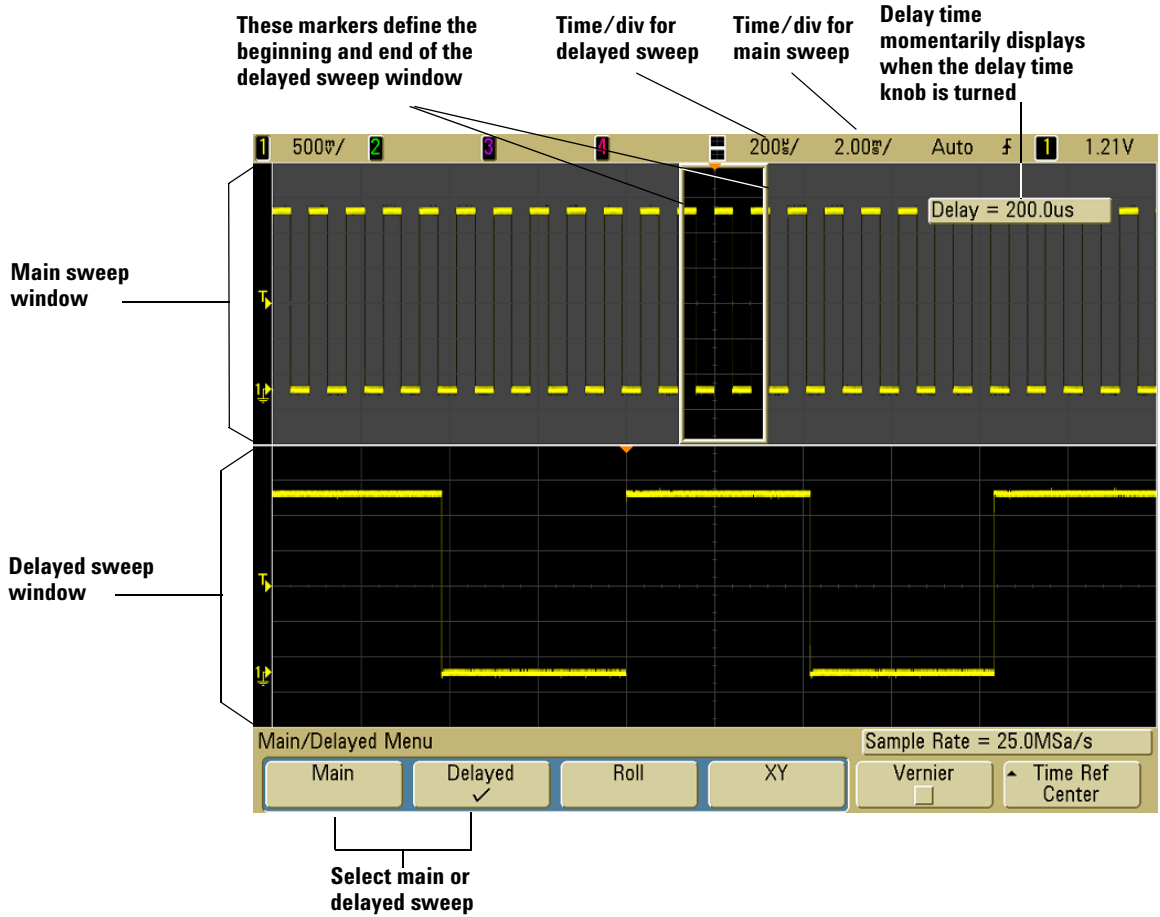 These markers define the
beginning and end of the
delayed sweep window
Time/div for
delayed sweep
Time/div for
main sweep
Delay time
momentarily displays
when the delay time
knob is turned
1 500mV/ 2 3 4 200µs/ 2.00ms/ Auto 1 1.21V
Delay = 200.0us
Main sweep
window
T
1
Delayed sweep
window
T
1
Main/Delayed Menu
Sample Rate = 25.0MSa/s
Main
Delayed
Roll
XY
Vernier
Time Ref
Center
Select main or
delayed sweep